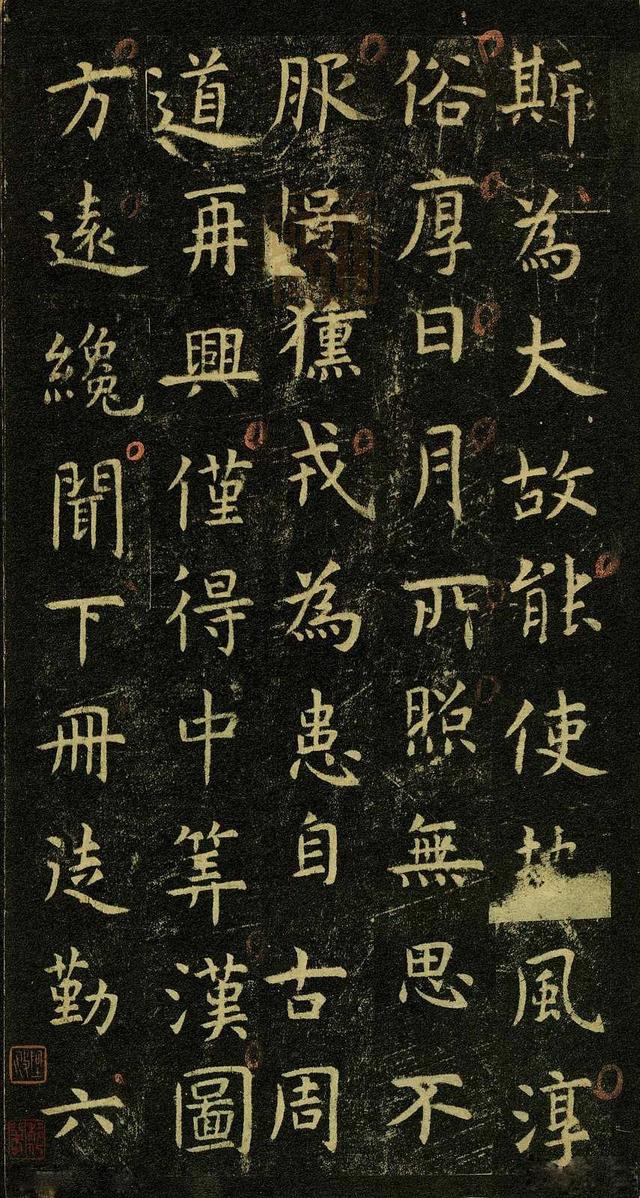 斯為大故能使風淳
俗厚日月所照無思不
服獯戎為患自古周
道再興僅得中筭漢圖
方遠纔聞下冊徒勤六